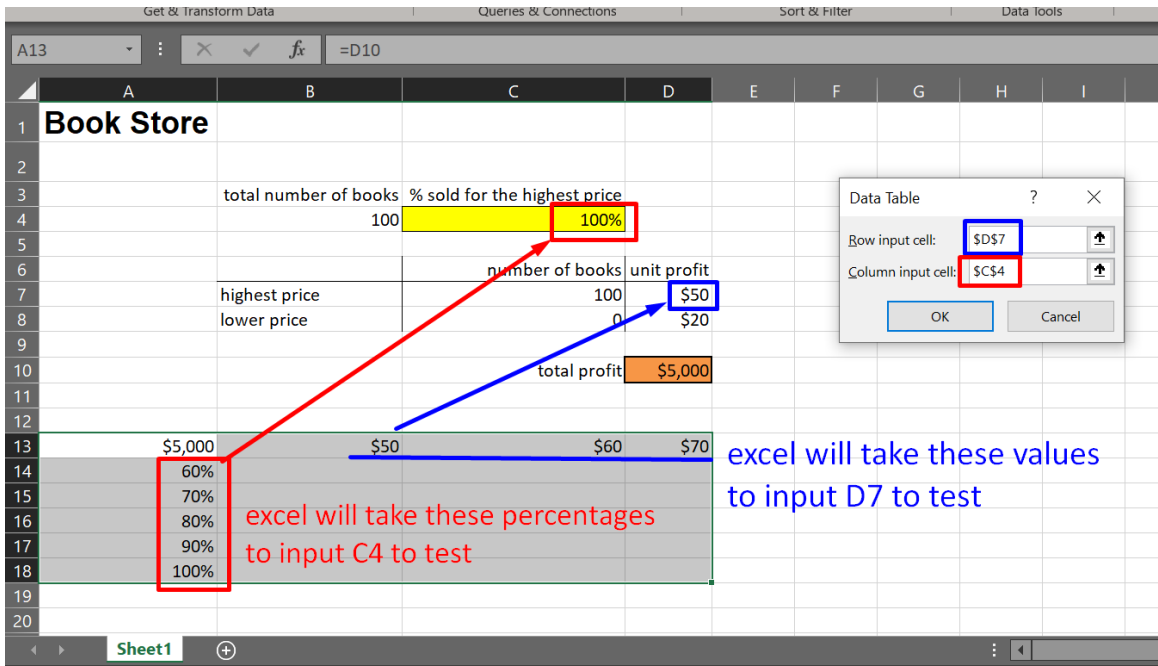 Get & Transform Data Queries & Connections Sort & Filter Data Tools
A13 fx =D10
A B C D E F G H I
1 Book Store
2
3 total number of books % sold for the highest price
4 100 100%
5
6 number of books unit profit
7 highest price 100 $50
8 lower price 0 $20
9
10 total profit $5,000
11
12
13 $5,000 $50 $60 $70
14 60%
15 70%
16 80%
17 90%
18 100%
19
20
Data Table ?
Row input cell: $D$7
Column input cell: $C$4
OK Cancel
excel will take these values
to input D7 to test
excel will take these percentages
to input C4 to test
Sheet1